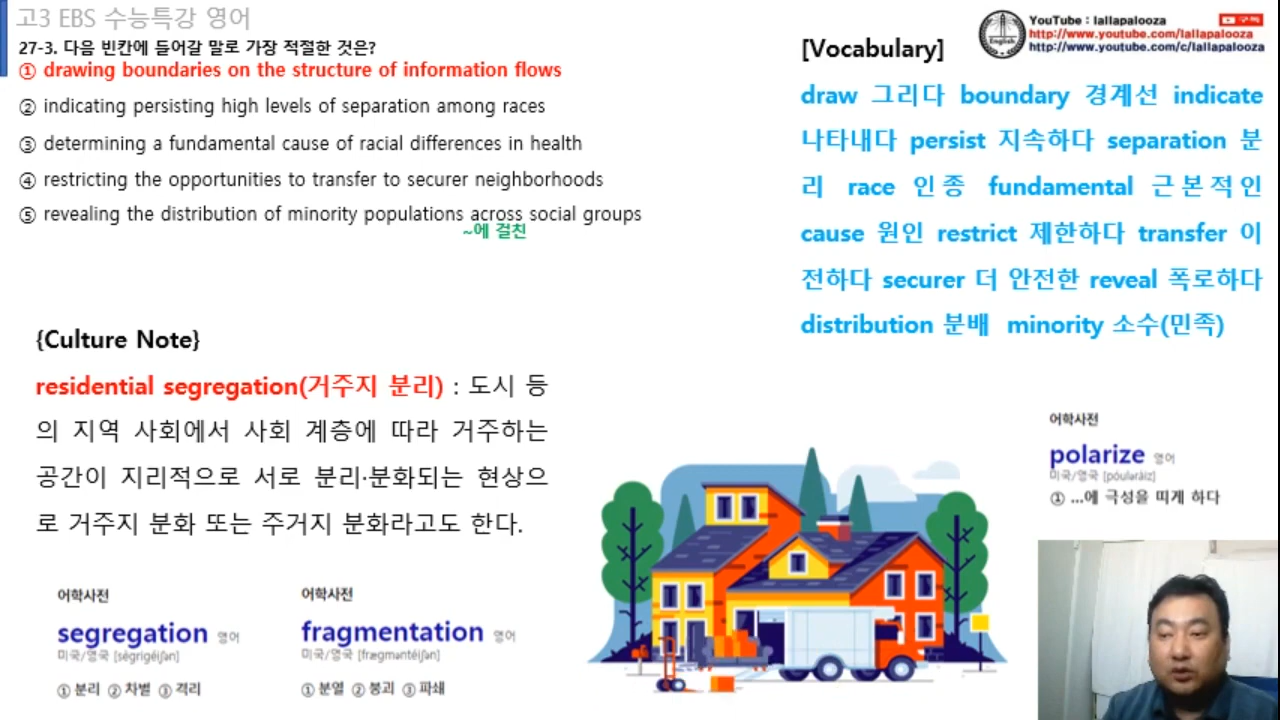 고3 EBS 수능특강 영어
27-3. 다음 빈칸에 들어갈 말로 가장 적절한 것은?
① drawing boundaries on the structure of information flows
② indicating persisting high levels of separation among races
③ determining a fundamental cause of racial differences in health
④ restricting the opportunities to transfer to securer neighborhoods
⑤ revealing the distribution of minority populations across social groups
~에 걸친
{Culture Note}
residential segregation(거주지 분리) : 도시 등
의 지역 사회에서 사회 계층에 따라 거주하는
공간이 지리적으로 서로 분리·분화되는 현상으
로 거주지 분화 또는 주거지 분화라고도 한다.
어학사전
segregation 영어
미국/영국 [sègrigéiʃən]
① 분리 ② 차별 ③ 격리
어학사전
fragmentation 영어
미국/영국 [frægməntéiʃən]
① 분열 ② 붕괴 ③ 파쇄
[Vocabulary]
YouTube : lallapalooza
구독
http://www.youtube.com/lallapalooza
http://www.youtube.com/c/lallapalooza
English
draw 그리다 boundary 경계선 indicate
나타내다 persist 지속하다 separation 분
리 race 인종 fundamental 근본적인
cause 원인 restrict 제한하다 transfer 이
전하다 securer 더 안전한 reveal 폭로하다
distribution 분배 minority 소수(민족)
어학사전
polarize 영어
미국/영국 [póuləràiz]
① ...에 극성을 띠게 하다